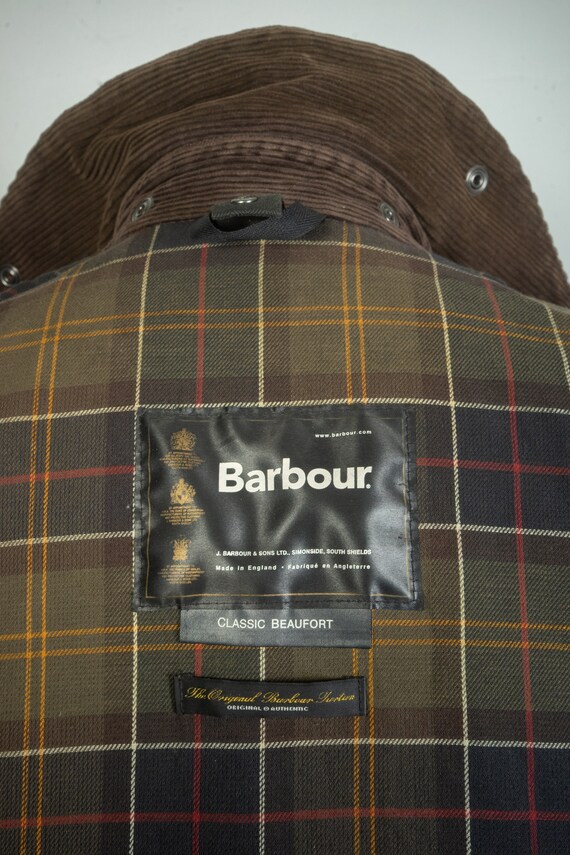 www.barbour.com
Barbour.
J. BARBOUR & SONS LTD., SIMONSIDE, SOUTH SHIELDS
Made in England • Fabriqué en Angleterre
CLASSIC BEAUFORT
The Original Barbour Tartan
ORIGINAL & AUTHENTIC